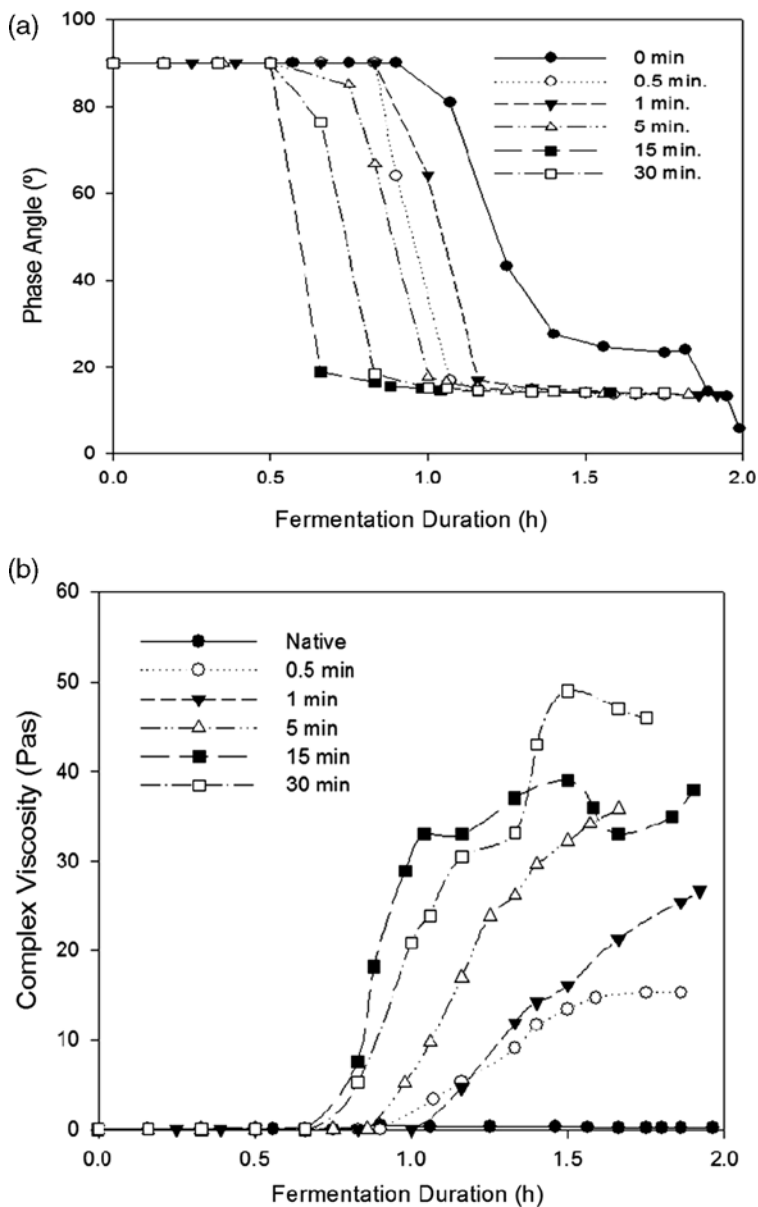 (a)
100
80
60
40
20
0
Phase Angle (º)
0 min
0.5 min.
1 min.
5 min.
15 min.
30 min.
0.0 0.5 1.0 1.5 2.0
Fermentation Duration (h)
(b)
60
50
40
30
20
10
0
Complex Viscosity (Pas)
Native
0.5 min
1 min
5 min
15 min
30 min
0.0 0.5 1.0 1.5 2.0
Fermentation Duration (h)